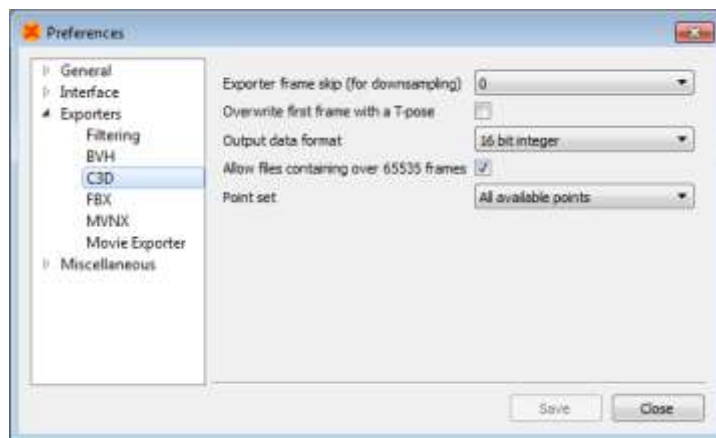 Preferences
General
Interface
Exporters
Filtering
BVH
C3D
FBX
MVNX
Movie Exporter
Miscellaneous
Exporter frame skip (for downsampling) 0
Overwrite first frame with a T-pose
Output data format 16 bit integer
Allow files containing over 65535 frames
Point set All available points
Save Close